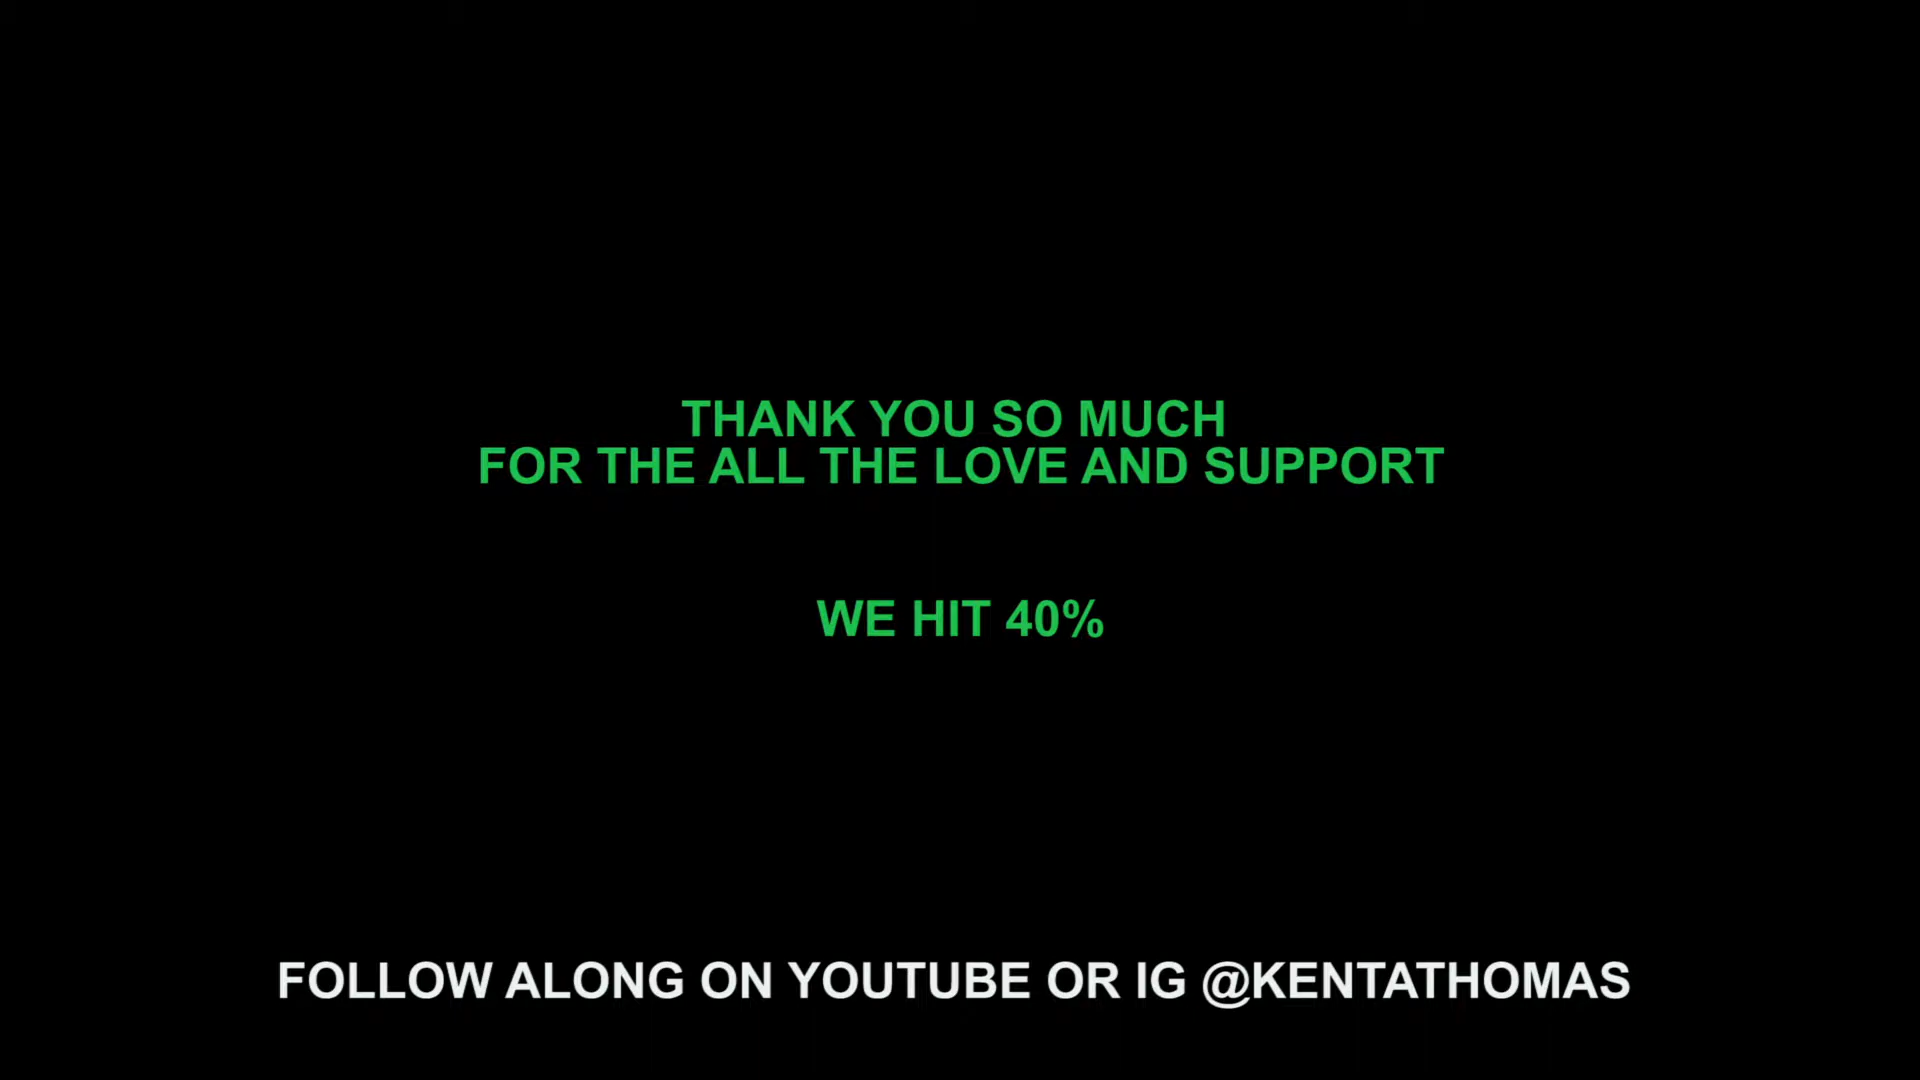 THANK YOU SO MUCH
FOR THE ALL THE LOVE AND SUPPORT
WE HIT 40%
FOLLOW ALONG ON YOUTUBE OR IG @KENTATHOMAS